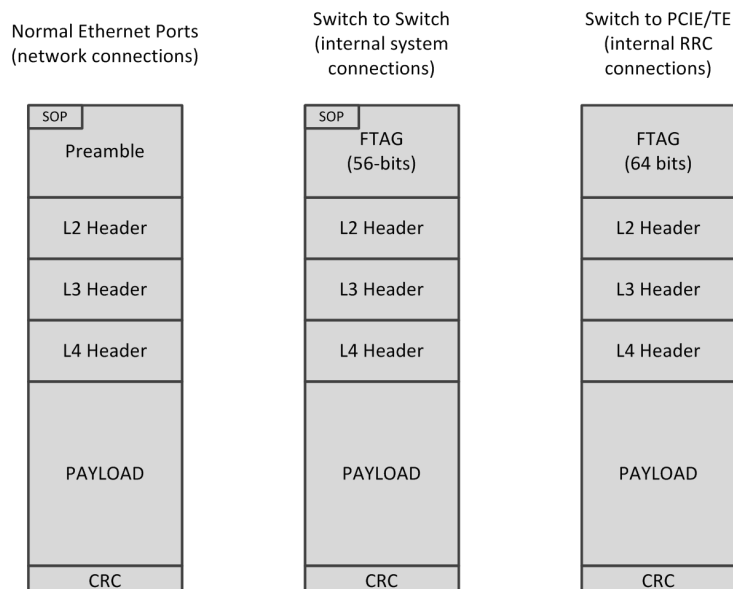 Normal Ethernet Ports
(network connections)
SOP
Preamble
L2 Header
L3 Header
L4 Header
PAYLOAD
CRC
Switch to Switch
(internal system
connections)
SOP
FTAG
(56-bits)
L2 Header
L3 Header
L4 Header
PAYLOAD
CRC
Switch to PCIE/TE
(internal RRC
connections)
FTAG
(64 bits)
L2 Header
L3 Header
L4 Header
PAYLOAD
CRC